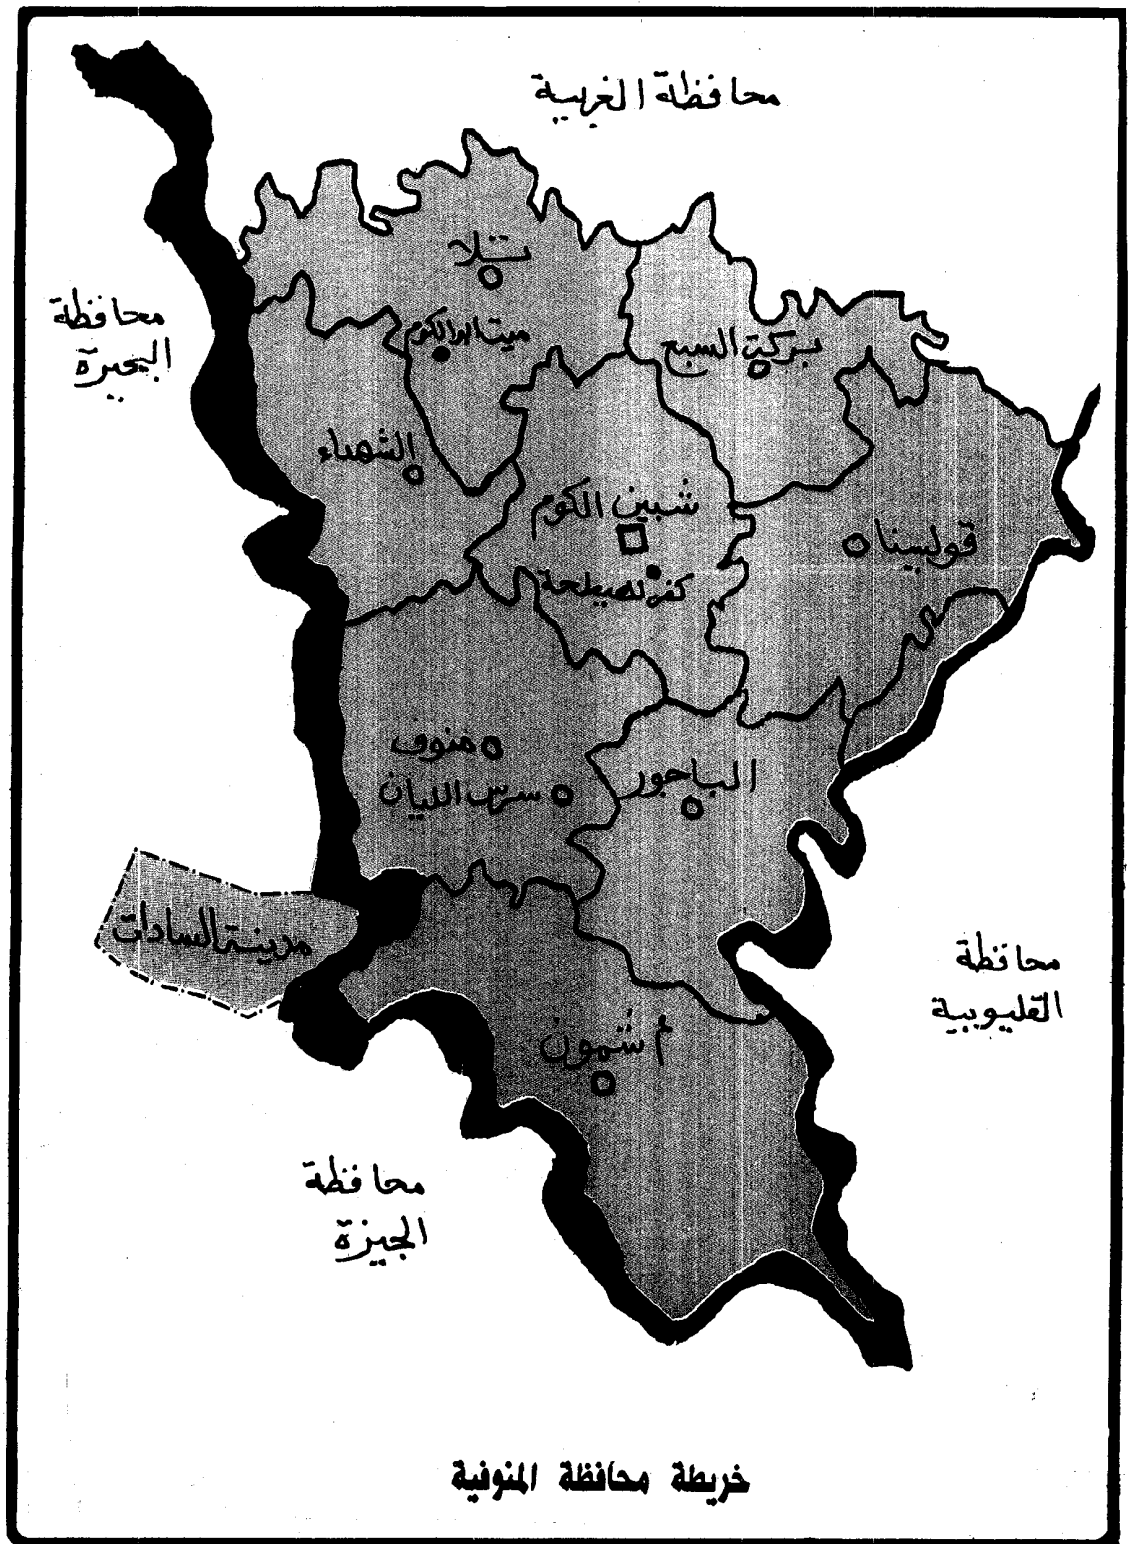 محافظة الغربية
تلا
محافظة
البحيرة
ميت ابو الكوم
بركة السبع
الشهداء
شبين الكوم
قويسنا
كفر المصيلحة
منوف
سرس الليان
الباجور
مدينة السادات
محافظة
القليوبية
أشمون
محافظة
الجيزة
خريطة محافظة المنوفية